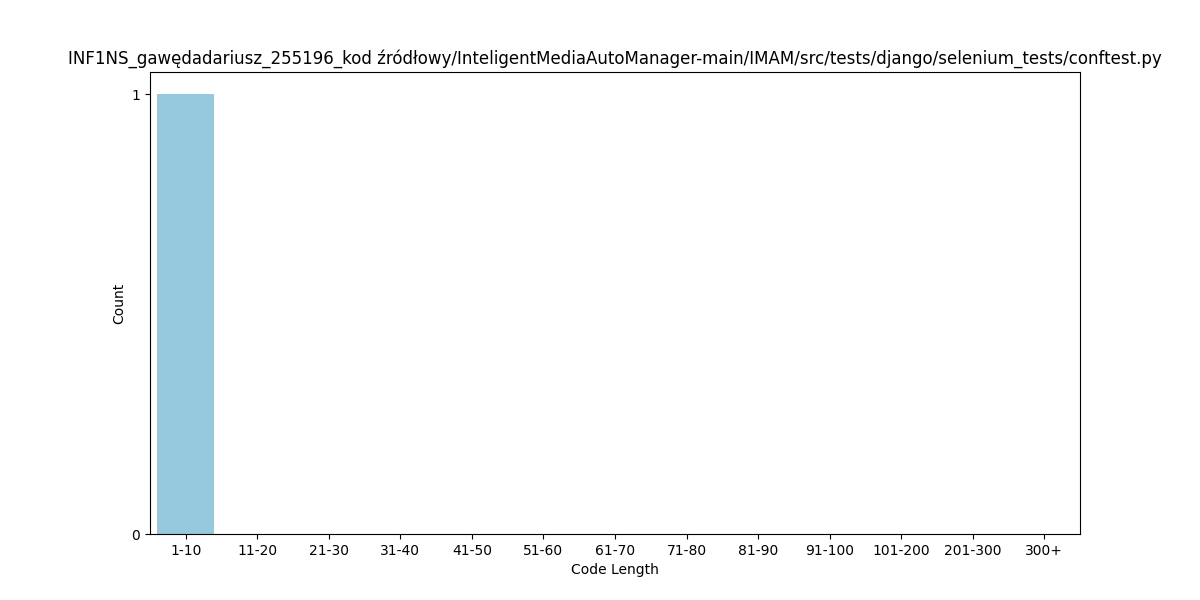 INF1NS_gawędadariusz_255196_kod źródłowy/InteligentMediaAutoManager-main/IMAM/src/tests/django/selenium_tests/conftest.py
1
Count
0
1-10 11-20 21-30 31-40 41-50 51-60 61-70 71-80 81-90 91-100 101-200 201-300 300+
Code Length